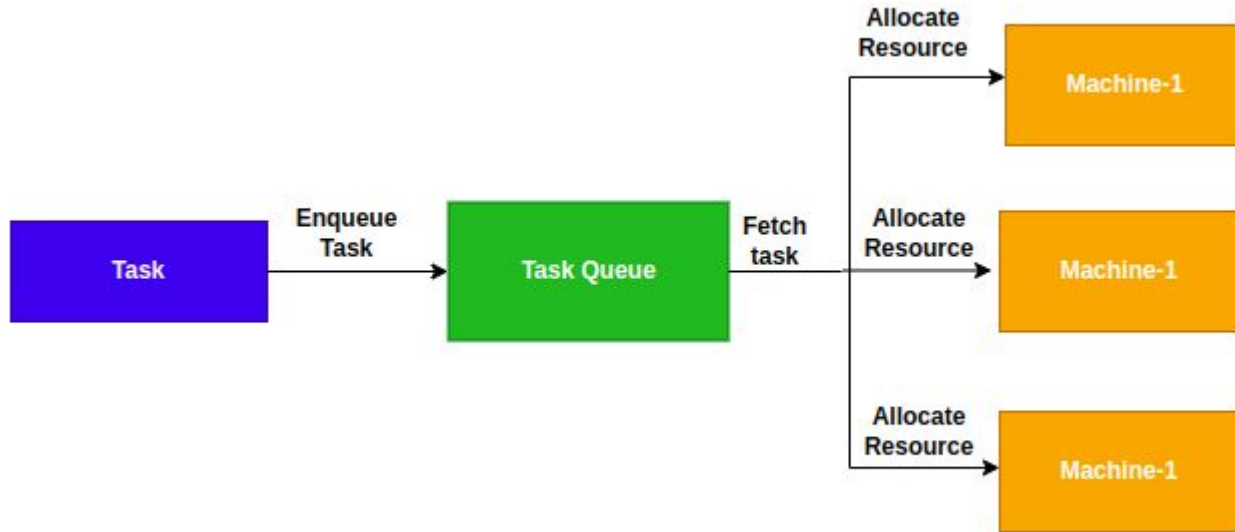 Allocate
Resource
Machine-1
Enqueue
Task
Fetch
task
Allocate
Resource
Task
Task Queue
Machine-1
Allocate
Resource
Machine-1